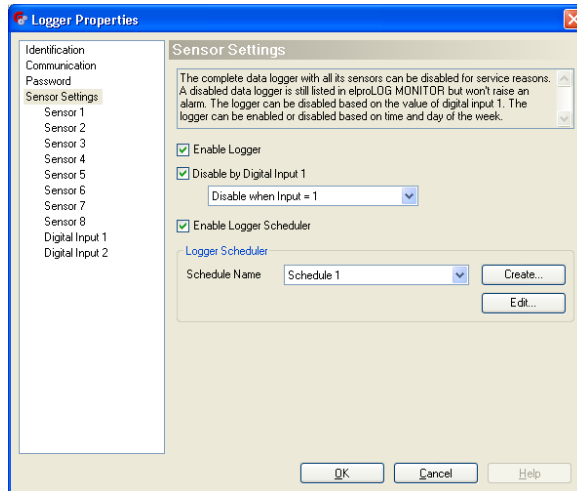 Logger Properties
Identification
Communication
Password
Sensor Settings
Sensor 1
Sensor 2
Sensor 3
Sensor 4
Sensor 5
Sensor 6
Sensor 7
Sensor 8
Digital Input 1
Digital Input 2
Sensor Settings
The complete data logger with all its sensors can be disabled for service reasons.
A disabled data logger is still listed in elproLOG MONITOR but won't raise an
alarm. The logger can be disabled based on the value of digital input 1. The
logger can be enabled or disabled based on time and day of the week.
Enable Logger
Disable by Digital Input 1
Disable when Input = 1
Enable Logger Scheduler
Logger Scheduler
Schedule Name
Schedule 1
Create...
Edit...
OK
Cancel
Help